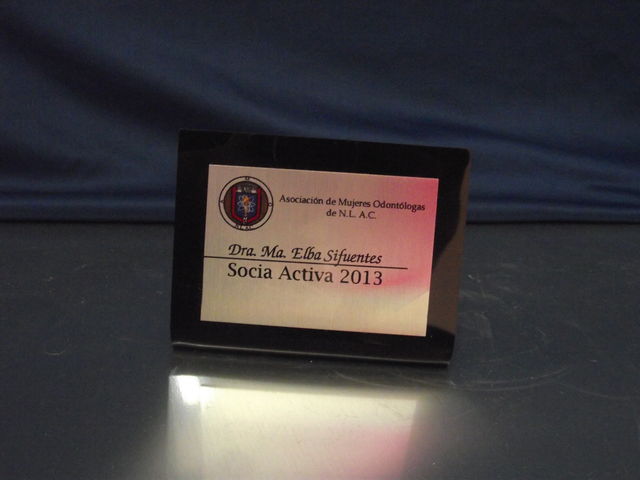 Asociación de Mujeres Odontólogas
de N.L. A.C.
Dra. Ma. Elba Sifuentes
Socia Activa 2013